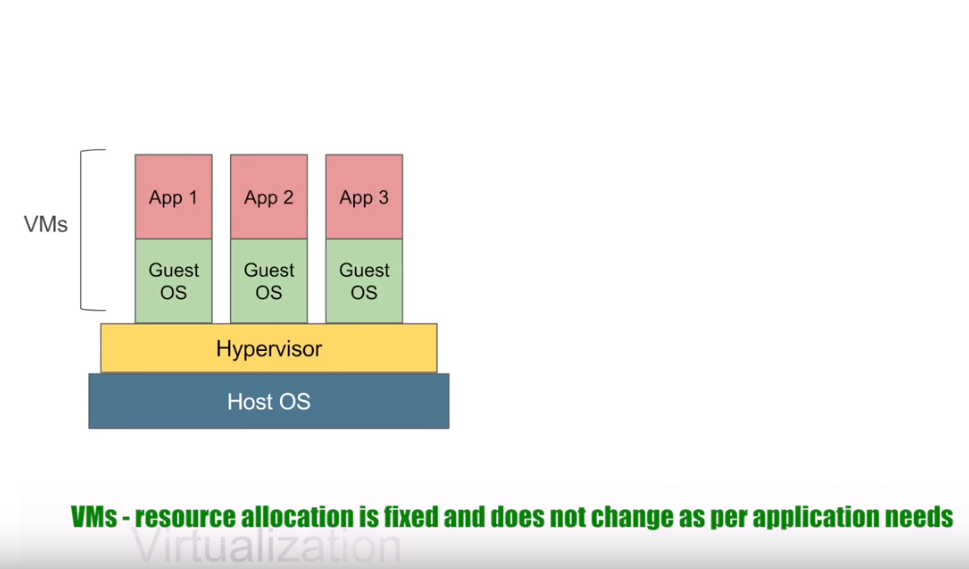 App 1
App 2
App 3
VMs
Guest
OS
Guest
OS
Guest
OS
Hypervisor
Host OS
VMs - resource allocation is fixed and does not change as per application needs
Virtualization